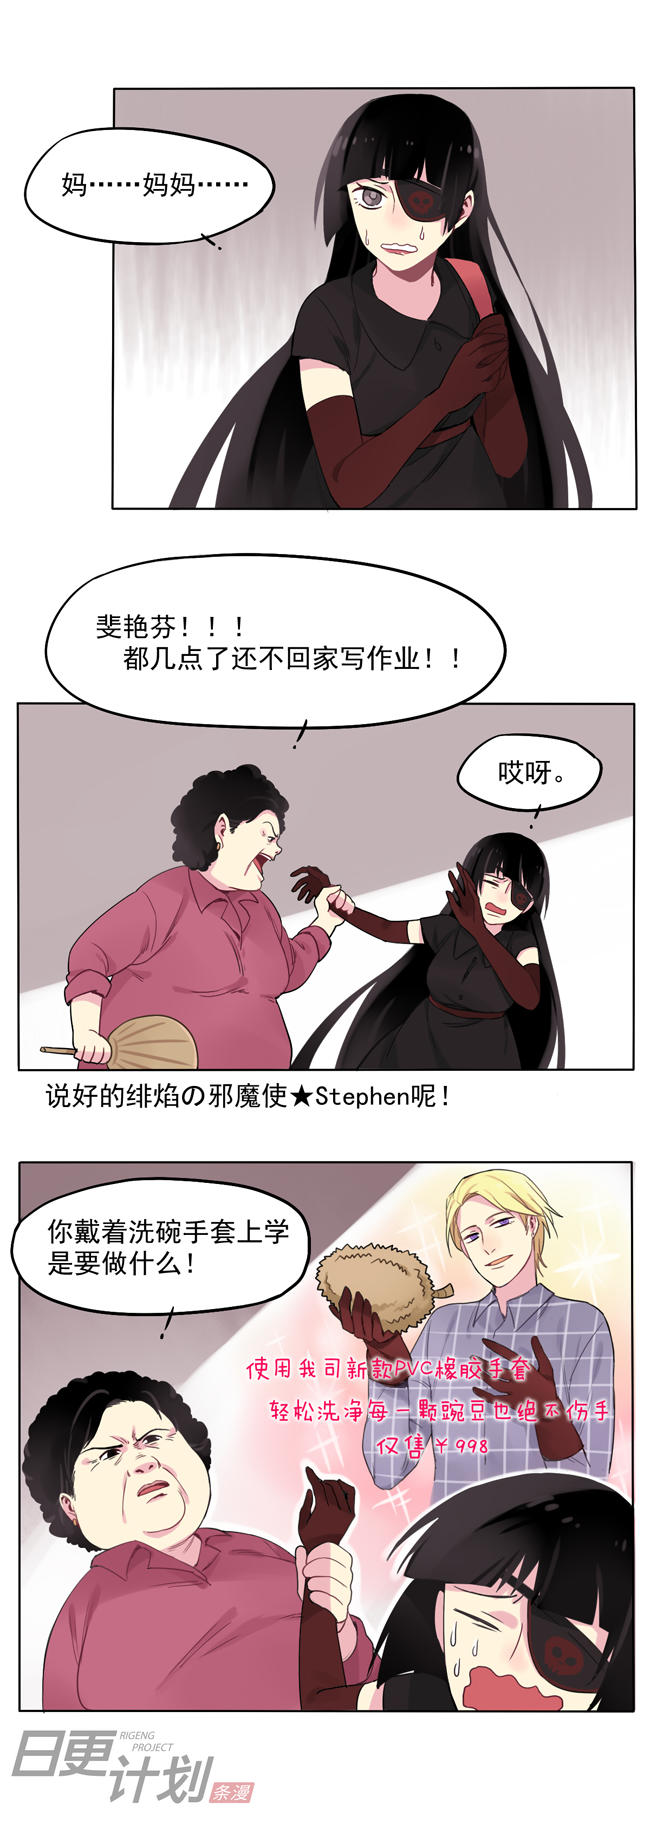 妈……妈妈……
斐艳芬！！！
都几点了还不回家写作业！！
哎呀。
说好的绯焰の邪魔使★Stephen呢！
你戴着洗碗手套上学
是要做什么！
使用我司新款PVC橡胶手套
轻松洗净每一颗豌豆也绝不伤手
仅售￥998
日更计划
RIGENG
PROJECT
条漫